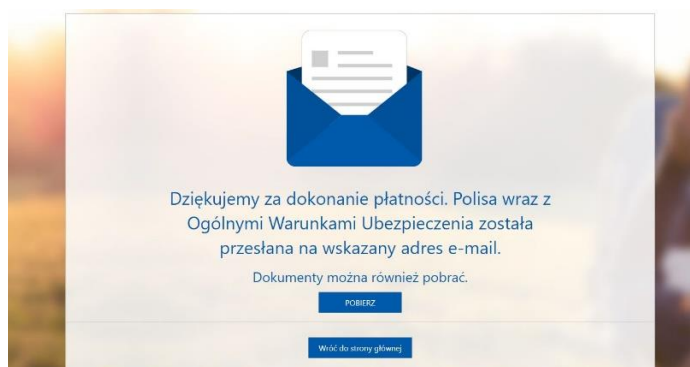 Dziękujemy za dokonanie płatności. Polisa wraz z
Ogólnymi Warunkami Ubezpieczenia została
przesłana na wskazany adres e-mail.
Dokumenty można również pobrać.
POBIERZ
Wróć do strony głównej